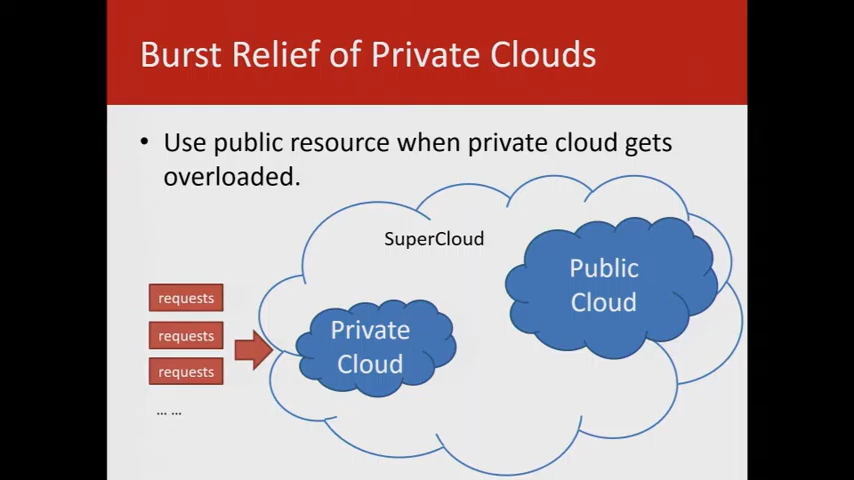 Burst Relief of Private Clouds
• Use public resource when private cloud gets
overloaded.
SuperCloud
Public
Cloud
requests
requests
requests
... ...
Private
Cloud